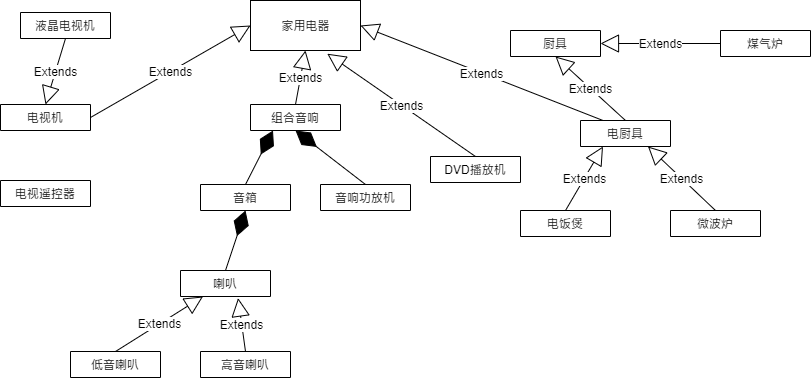 液晶电视机
家用电器
厨具
Extends
煤气炉
Extends
Extends
Extends
Extends
Extends
Extends
电视机
组合音响
电厨具
DVD播放机
Extends
Extends
电视遥控器
音箱
音响功放机
电饭煲
微波炉
喇叭
Extends
Extends
低音喇叭
高音喇叭